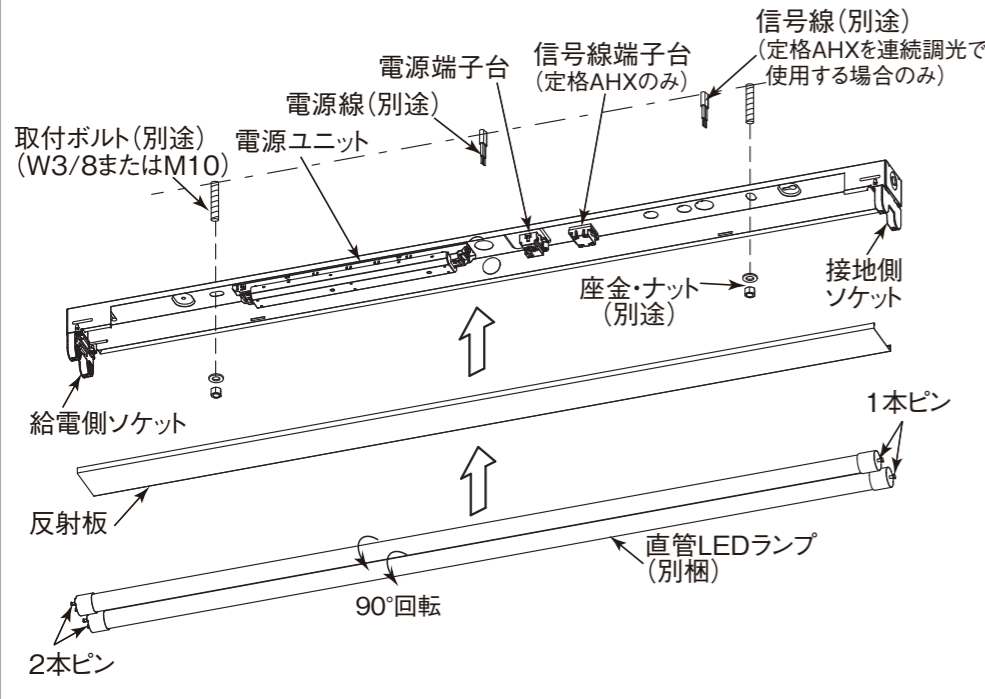 信号線(別途)
(定格AHXを連続調光で
使用する場合のみ)
信号線端子台
(定格AHXのみ)
電源端子台
電源線(別途)
取付ボルト(別途)
(W3/8またはM10)
電源ユニット
接地側
ソケット
座金・ナット
(別途)
給電側ソケット
1本ピン
反射板
直管LEDランプ
(別梱)
90°回転
2本ピン